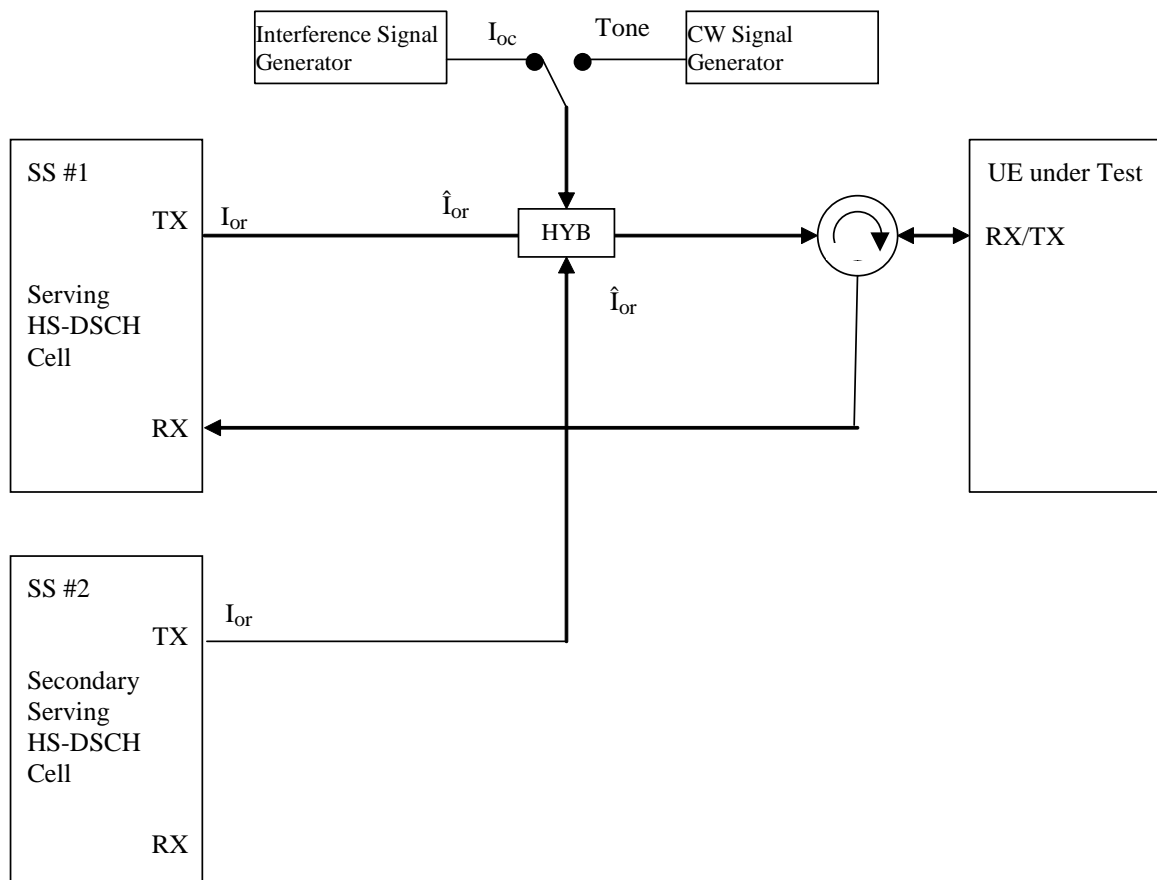 Interference Signal
Generator
I_oc
Tone
CW Signal
Generator
SS #1
TX
I_or
Î_or
HYB
UE under Test
RX/TX
Serving
HS-DSCH
Cell
Î_or
RX
SS #2
TX
I_or
Secondary
Serving
HS-DSCH
Cell
RX